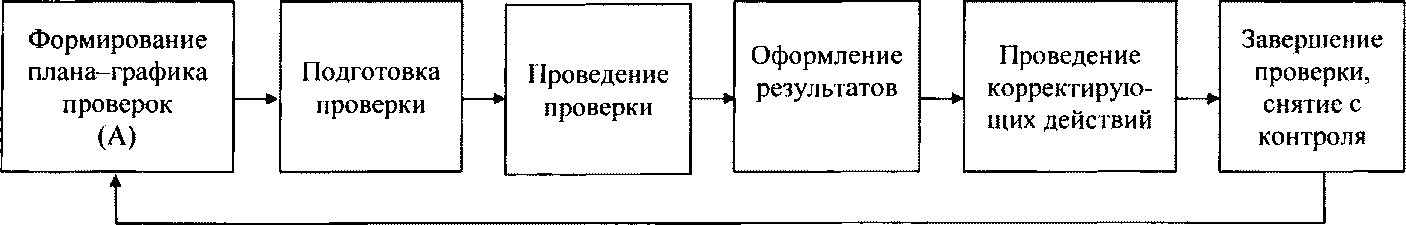 Формирование
плана–графика
проверок
(А)
Подготовка
проверки
Проведение
проверки
Оформление
результатов
Проведение
корректирую-
щих действий
Завершение
проверки,
снятие с
контроля